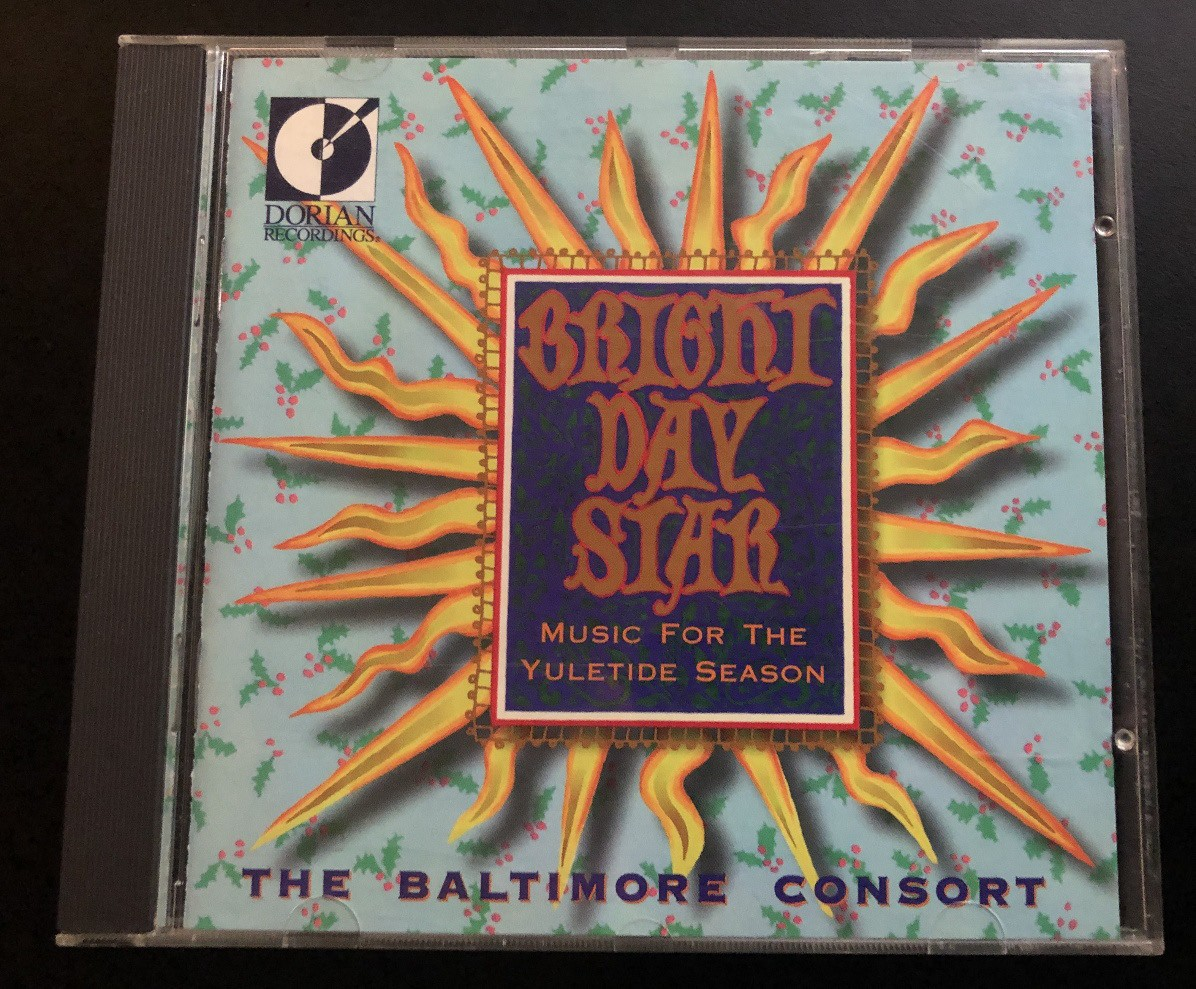 DORIAN
RECORDINGS®
BRIGHT
DAY
STAR
MUSIC FOR THE
YULETIDE SEASON
THE BALTIMORE CONSORT